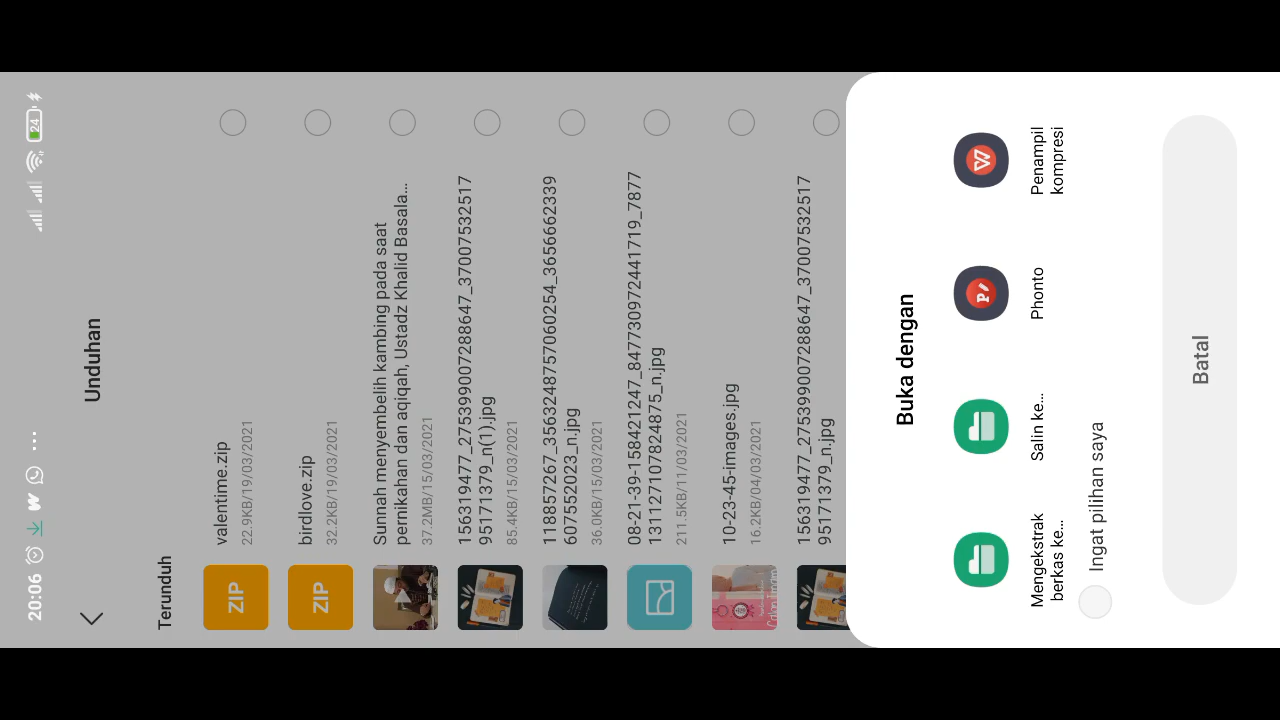 20:06
24
Unduhan
Terunduh
ZIP
valentime.zip
22.9KB/19/03/2021
ZIP
birdlove.zip
32.2KB/19/03/2021
Sunnah menyembelih kambing pada saat
pernikahan dan aqiqah, Ustadz Khalid Basala...
37.2MB/15/03/2021
156319477_275399007288647_37007532517
95171379_n(1).jpg
85.4KB/15/03/2021
118857267_3563248757060254_3656662339
607552023_n.jpg
36.0KB/15/03/2021
08-21-39-158421247_847730972441719_7877
131127107824875_n.jpg
211.5KB/11/03/2021
10-23-45-images.jpg
16.2KB/04/03/2021
156319477_275399007288647_37007532517
95171379_n.jpg
Buka dengan
Mengekstrak
berkas ke...
Salin ke...
Phonto
Penampil
kompresi
Ingat pilihan saya
Batal